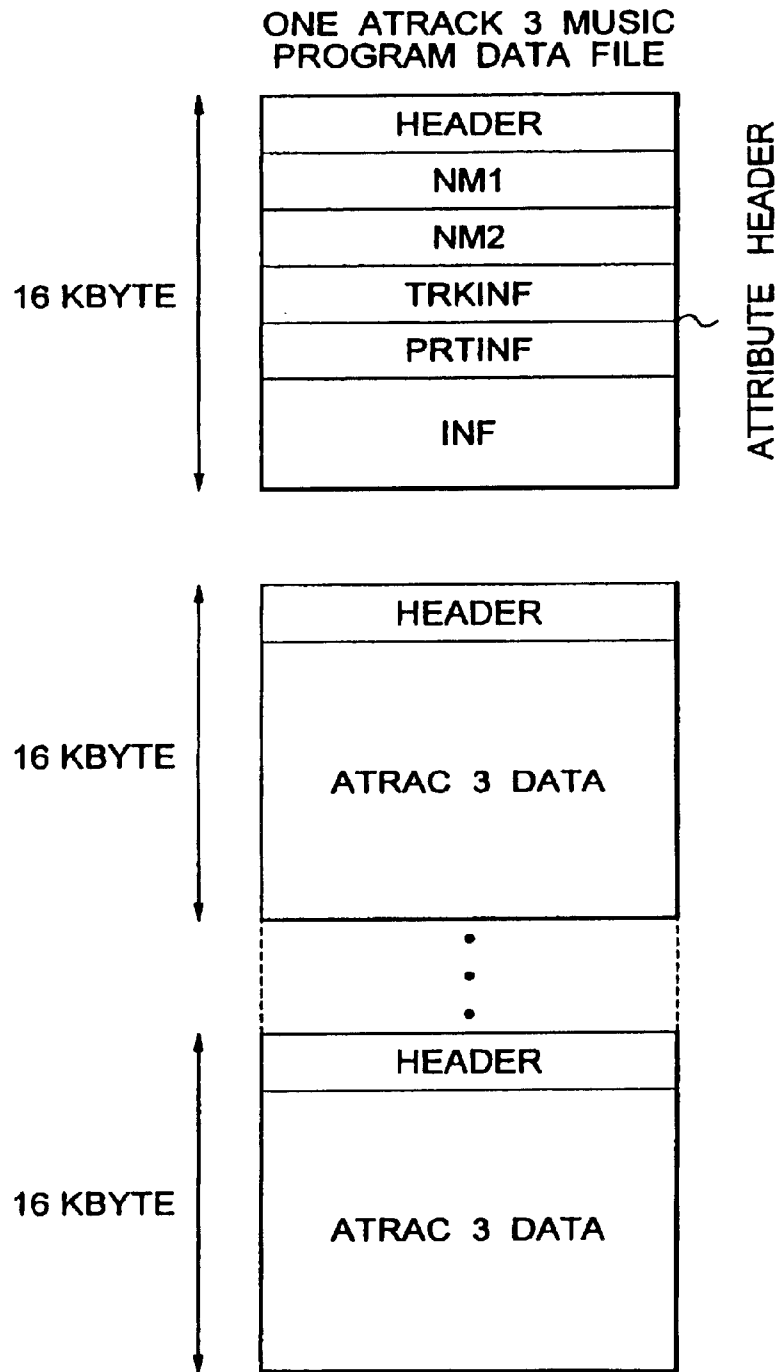 ONE ATRACK 3 MUSIC
PROGRAM DATA FILE
HEADER
NM1
NM2
16 KBYTE
TRKINF
PRTINF
INF
ATTRIBUTE HEADER
HEADER
16 KBYTE
ATRAC 3 DATA
HEADER
16 KBYTE
ATRAC 3 DATA